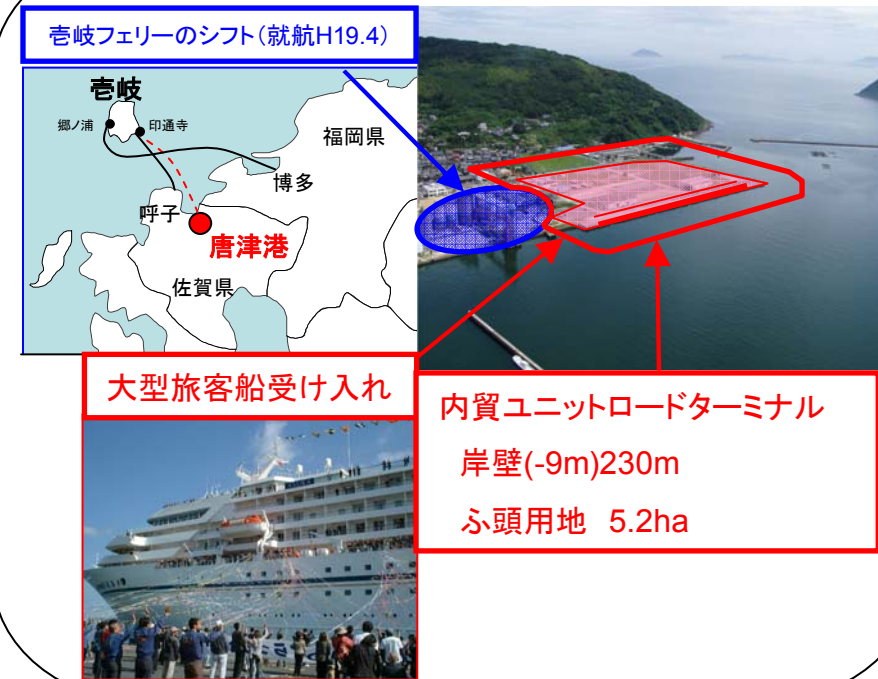 壱岐フェリーのシフト(就航H19.4)
壱岐
郷ノ浦
印通寺
福岡県
博多
呼子
唐津港
佐賀県
大型旅客船受け入れ
内貿ユニットロードターミナル
岸壁(-9m)230m
ふ頭用地 5.2ha